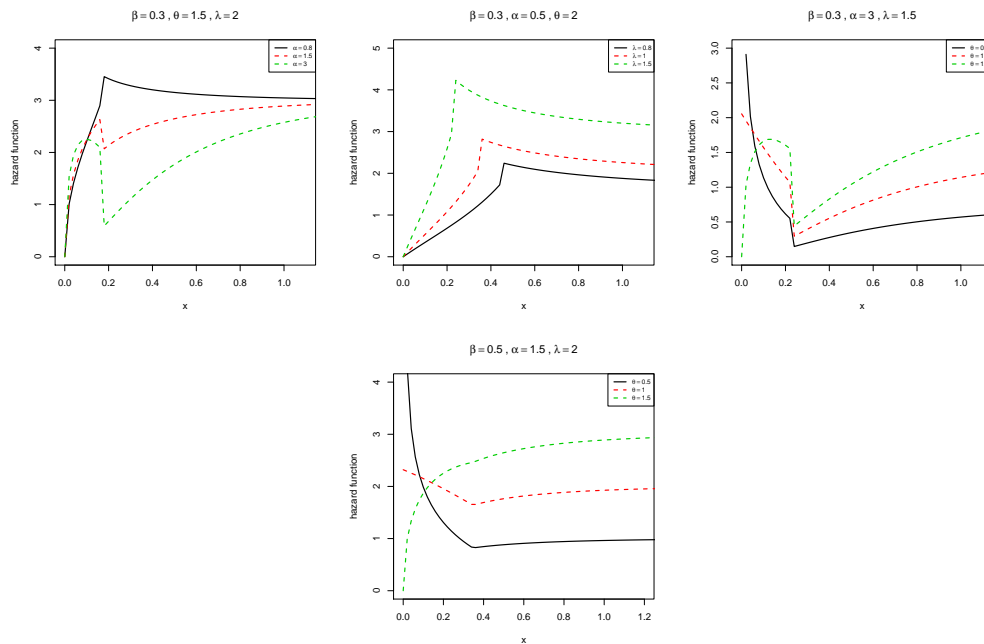 β = 0.3 , θ = 1.5 , λ = 2
hazard function
4
3
2
1
0
α = 0.8
α = 1.5
α = 3
0.0 0.2 0.4 0.6 0.8 1.0
x
β = 0.3 , α = 0.5 , θ = 2
hazard function
5
4
3
2
1
0
λ = 0.8
λ = 1
λ = 1.5
0.0 0.2 0.4 0.6 0.8 1.0
x
β = 0.3 , α = 3 , λ = 1.5
hazard function
3.0
2.5
2.0
1.5
1.0
0.5
0.0
θ = 0.
θ = 1
θ = 1.
0.0 0.2 0.4 0.6 0.8 1.0
x
β = 0.5 , α = 1.5 , λ = 2
hazard function
4
3
2
1
0
θ = 0.5
θ = 1
θ = 1.5
0.0 0.2 0.4 0.6 0.8 1.0 1.2
x